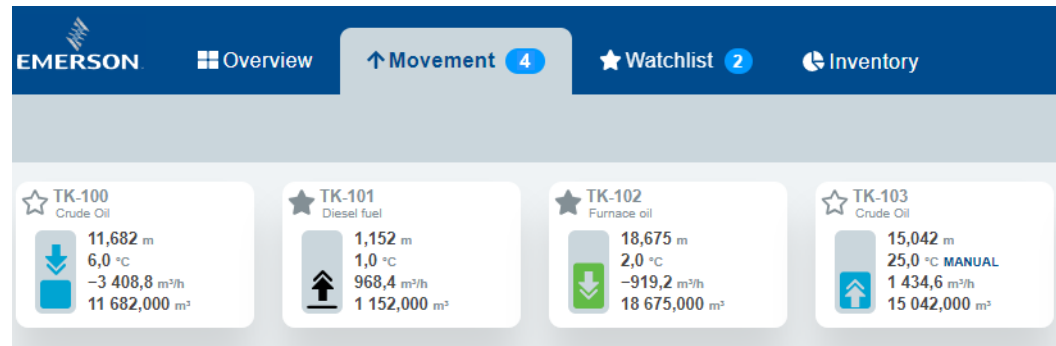 EMERSON
Overview
Movement 4
Watchlist 2
Inventory
TK-100
Crude Oil
11,682 m
6,0 °C
−3 408,8 m³/h
11 682,000 m³
TK-101
Diesel fuel
1,152 m
1,0 °C
968,4 m³/h
1 152,000 m³
TK-102
Furnace oil
18,675 m
2,0 °C
−919,2 m³/h
18 675,000 m³
TK-103
Crude Oil
15,042 m
25,0 °C MANUAL
1 434,6 m³/h
15 042,000 m³